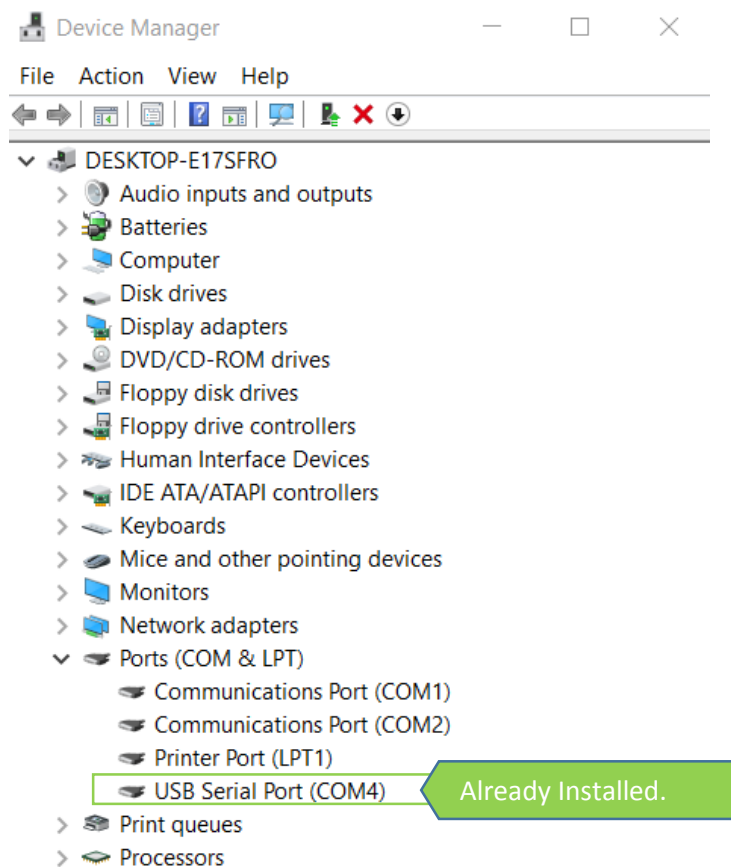 Device Manager
File Action View Help
DESKTOP-E17SFRO
Audio inputs and outputs
Batteries
Computer
Disk drives
Display adapters
DVD/CD-ROM drives
Floppy disk drives
Floppy drive controllers
Human Interface Devices
IDE ATA/ATAPI controllers
Keyboards
Mice and other pointing devices
Monitors
Network adapters
Ports (COM & LPT)
Communications Port (COM1)
Communications Port (COM2)
Printer Port (LPT1)
USB Serial Port (COM4) Already Installed.
Print queues
Processors